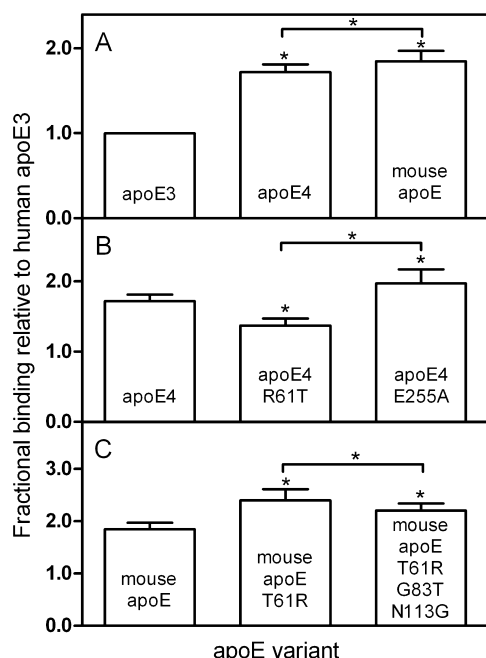 Fractional binding relative to human apoE3
A
*
*
*
2.0
1.0
0.0
apoE3
apoE4
mouse
apoE
B
*
*
*
2.0
1.0
0.0
apoE4
apoE4
R61T
apoE4
E255A
C
*
*
*
3.0
2.0
1.0
0.0
mouse
apoE
mouse
apoE
T61R
mouse
apoE
T61R
G83T
N113G
apoE variant